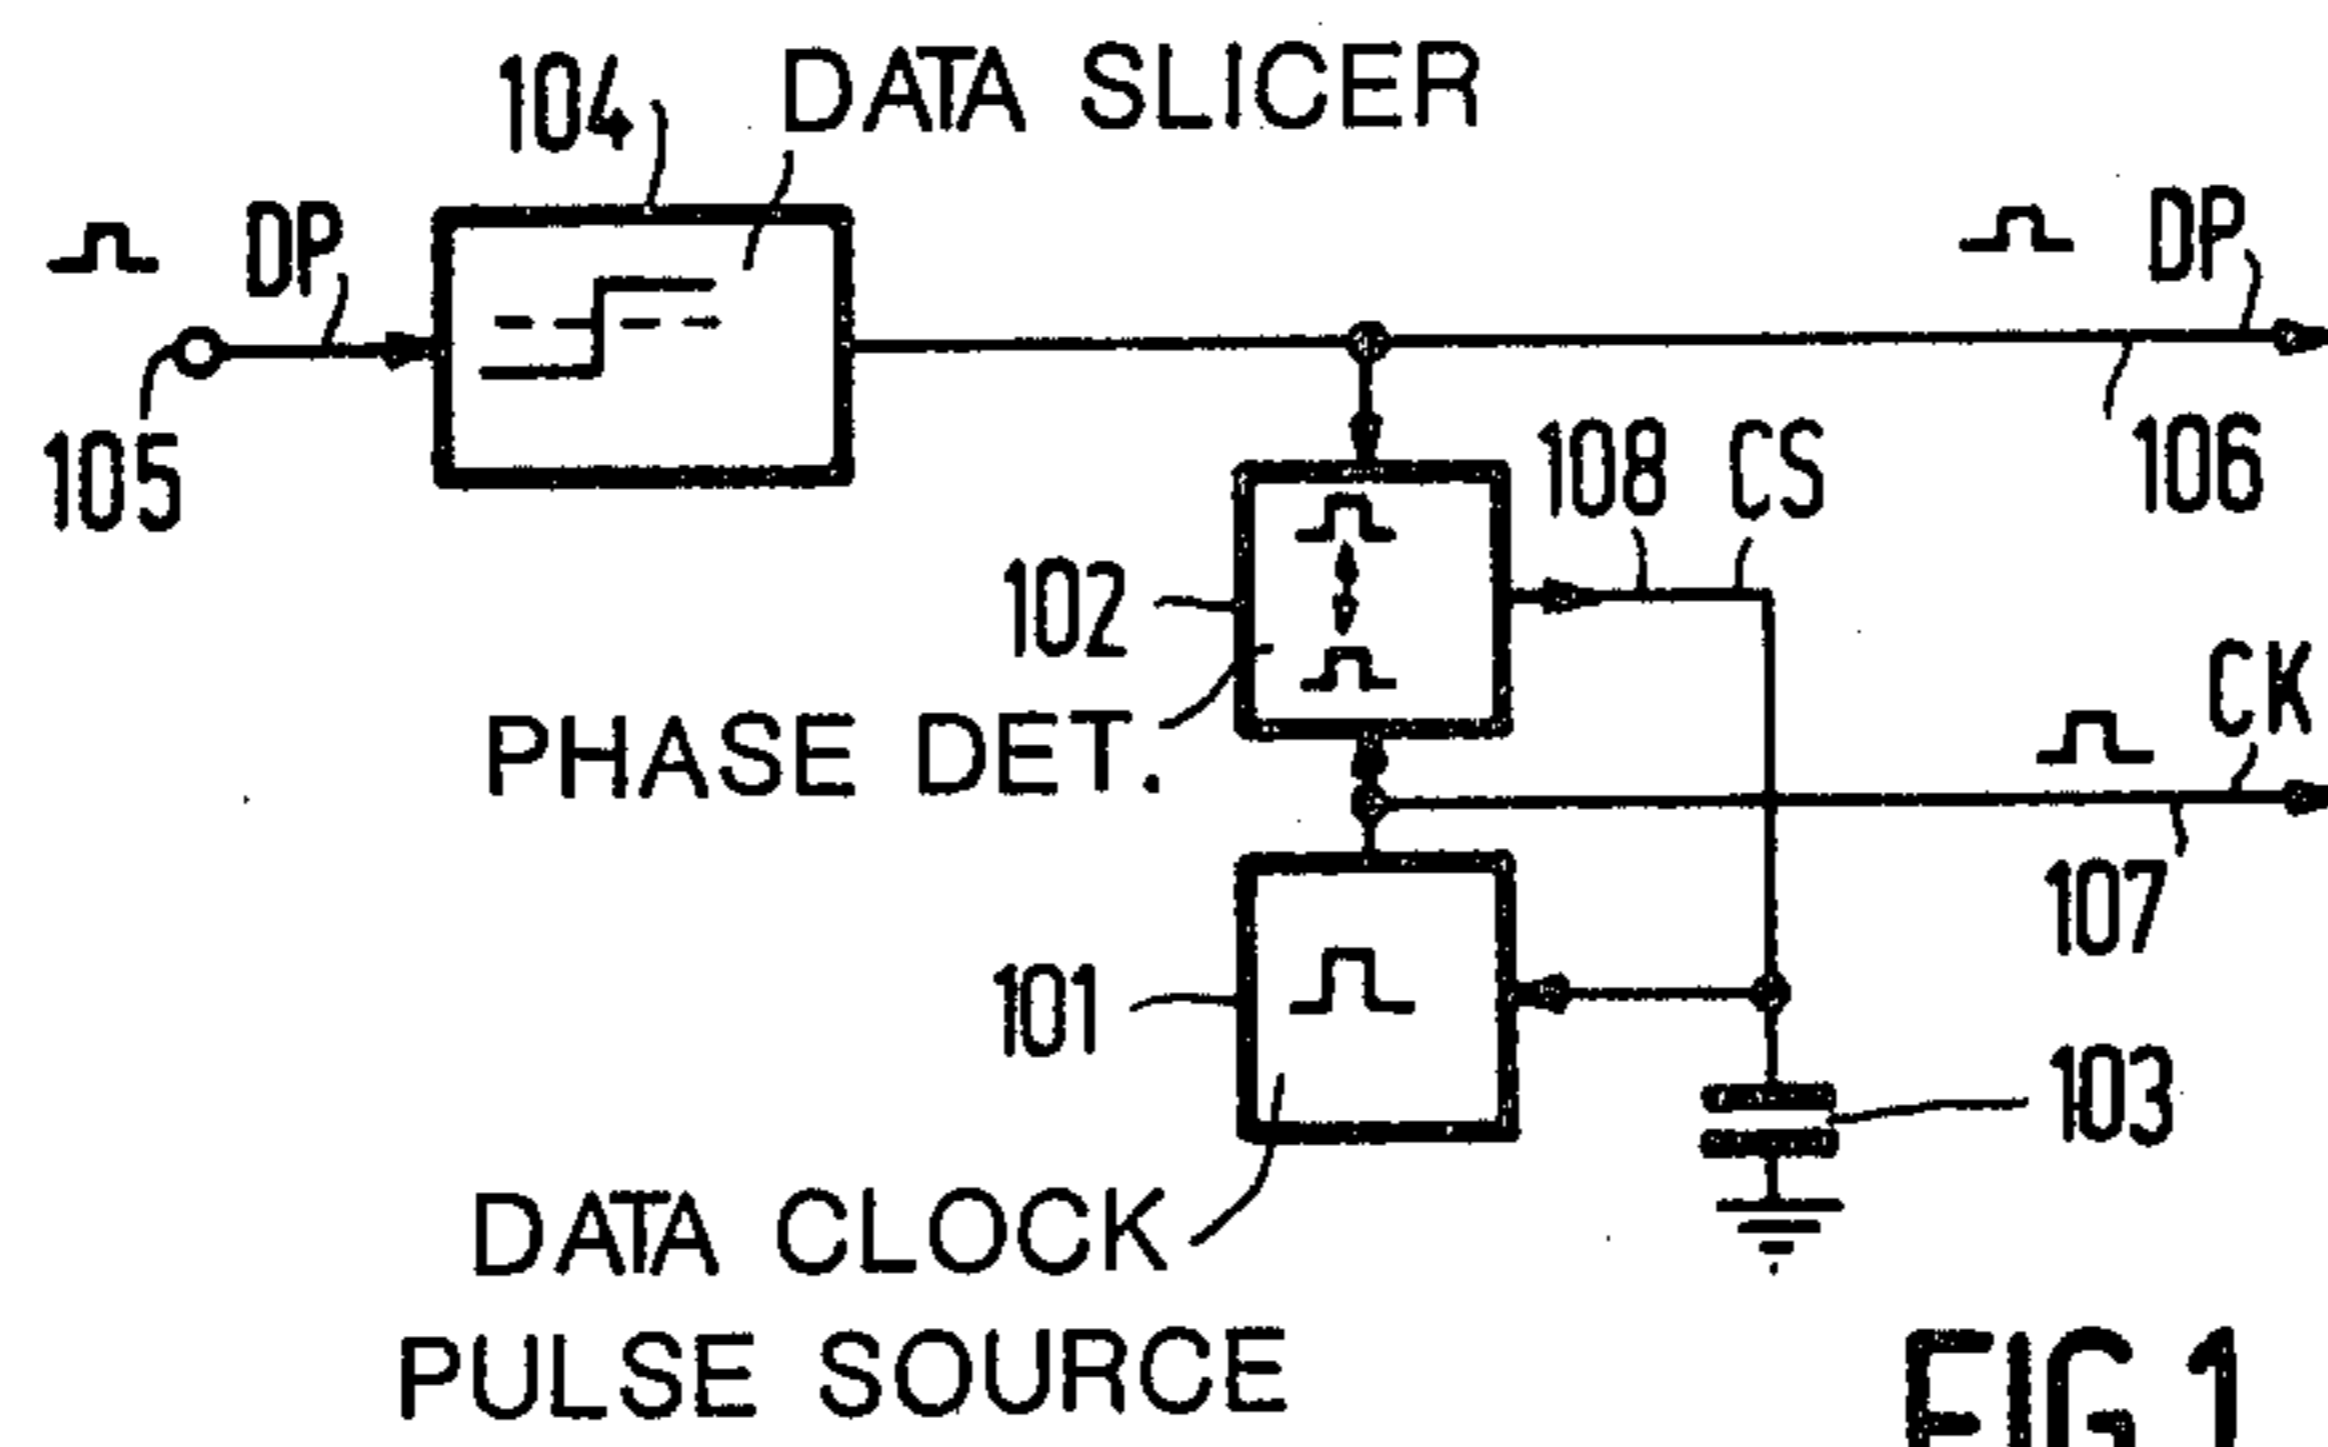 104 DATA SLICER
DP
DP
105
108 CS
106
102
CK
PHASE DET.
107
101
103
DATA CLOCK
PULSE SOURCE
FIG.1